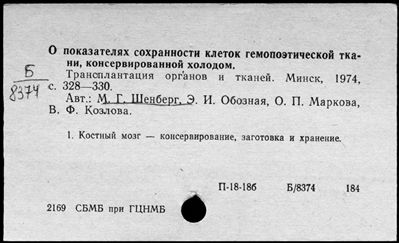 О показателях сохранности клеток гемопоэтической тка-
ни, консервированной холодом.
Б
8374
Трансплантация органов и тканей. Минск, 1974,
с. 328—330.
Авт.: М. Г. Шенберг, Э. И. Обозная, О. П. Маркова,
В. Ф. Козлова.
1. Костный мозг — консервирование, заготовка и хранение.
П-18-186 Б/8374 184
2169 СБМБ при ГЦНМБ